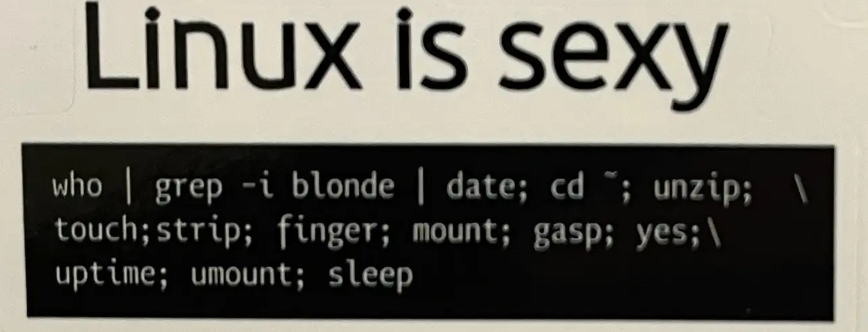 Linux is sexy
who | grep -i blonde | date; cd ~; unzip; \
touch;strip; finger; mount; gasp; yes;\
uptime; umount; sleep